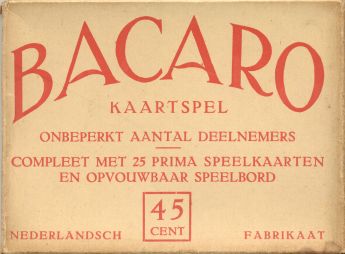 BACARO
KAARTSPEL
ONBEPERKT AANTAL DEELNEMERS
COMPLEET MET 25 PRIMA SPEELKAARTEN
EN OPVOUWBAAR SPEELBORD
45
CENT
NEDERLANDSCH FABRIKAAT